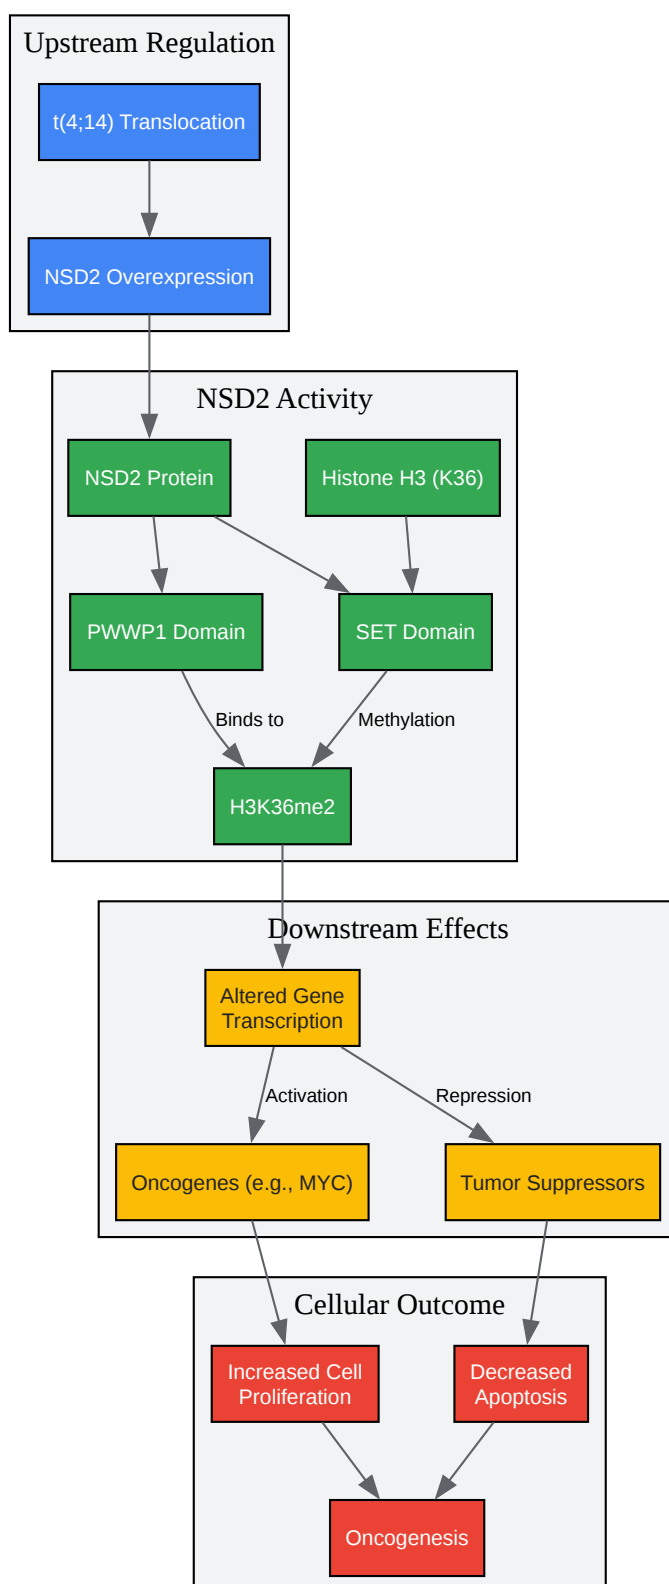 Upstream Regulation
t(4;14) Translocation
NSD2 Overexpression
NSD2 Activity
NSD2 Protein
Histone H3 (K36)
PWWP1 Domain
SET Domain
Binds to
Methylation
H3K36me2
Downstream Effects
Altered Gene
Transcription
Activation
Repression
Oncogenes (e.g., MYC)
Tumor Suppressors
Cellular Outcome
Increased Cell
Proliferation
Decreased
Apoptosis
Oncogenesis